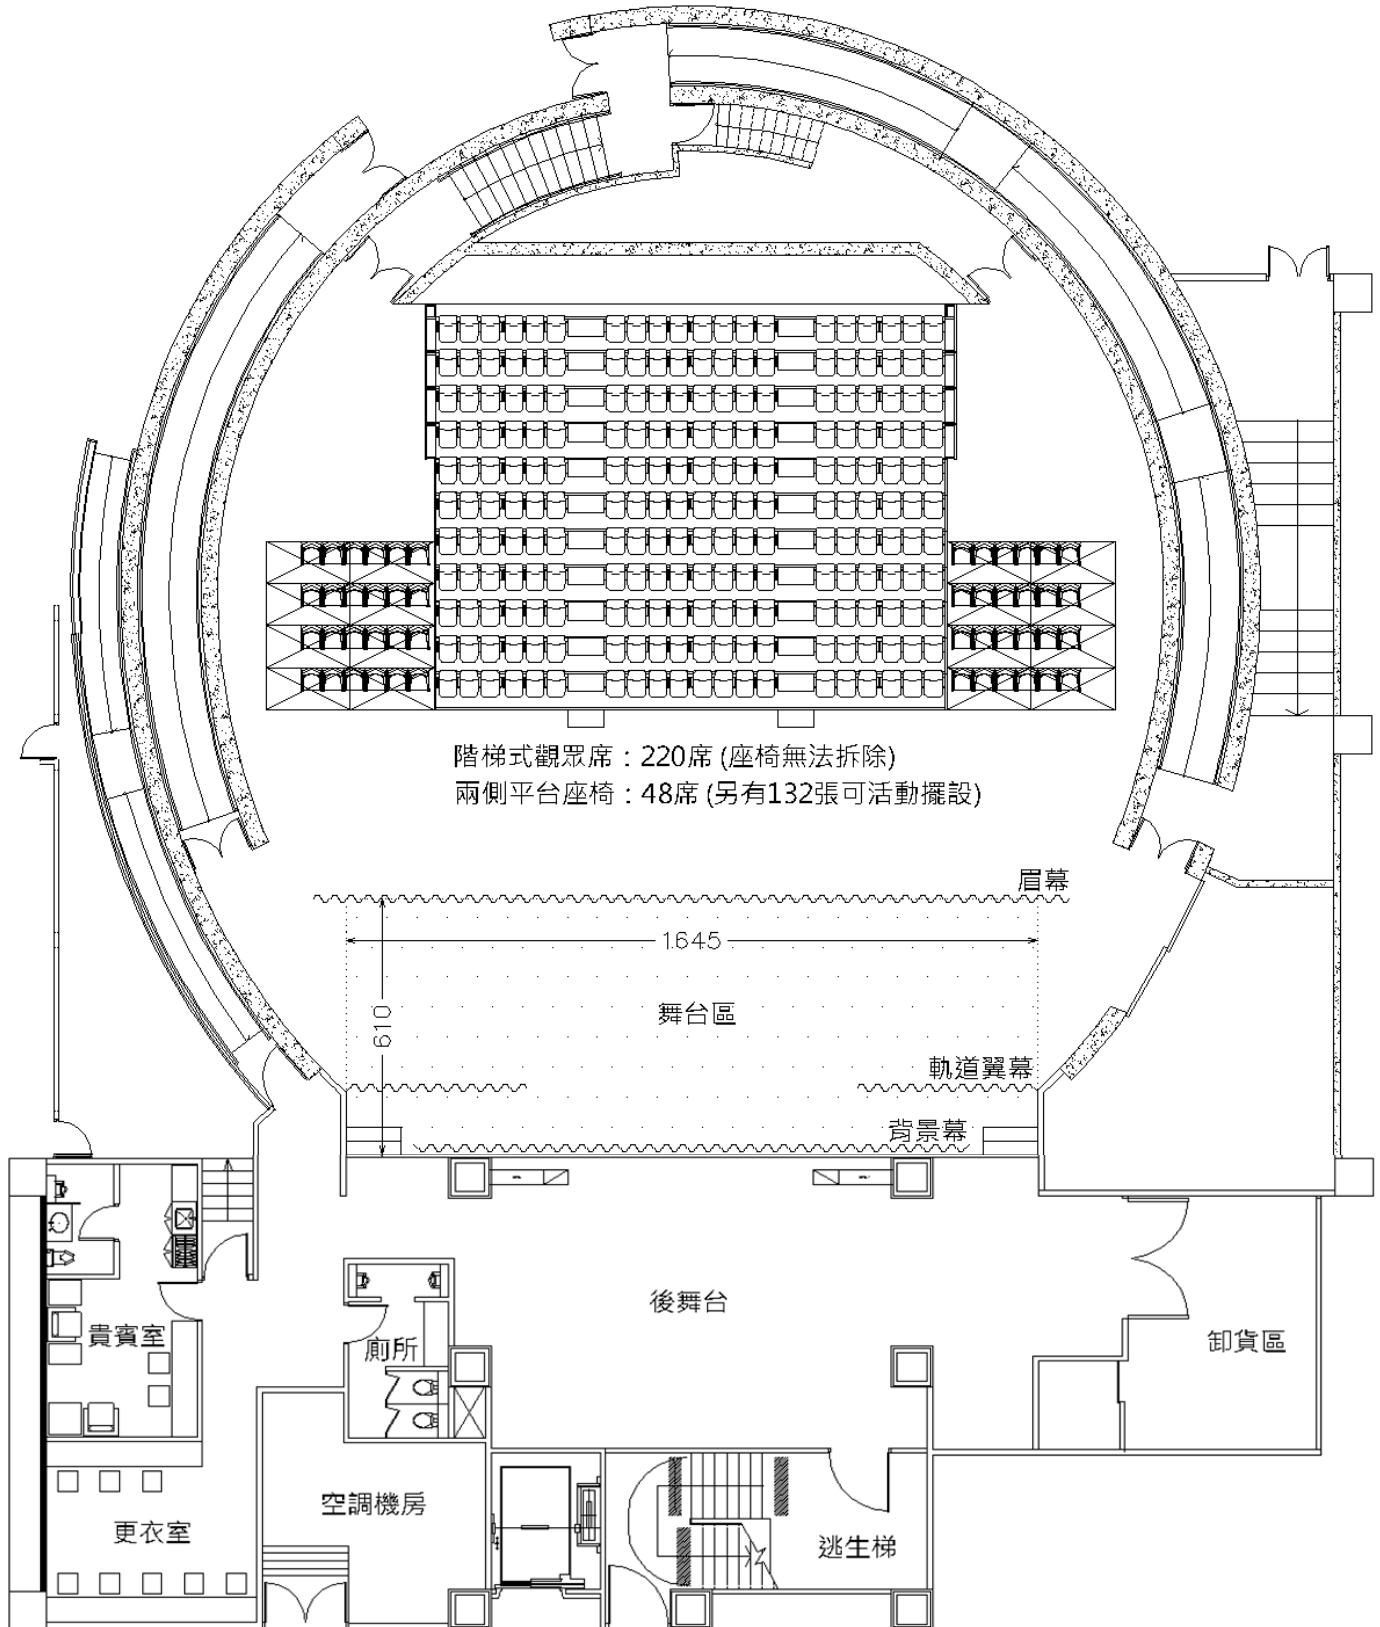 階梯式觀眾席：220席 (座椅無法拆除)
兩側平台座椅：48席 (另有132張可活動擺設)
眉幕
1645
610
舞台區
軌道翼幕
背景幕
後舞台
貴賓室
廁所
卸貨區
空調機房
更衣室
逃生梯